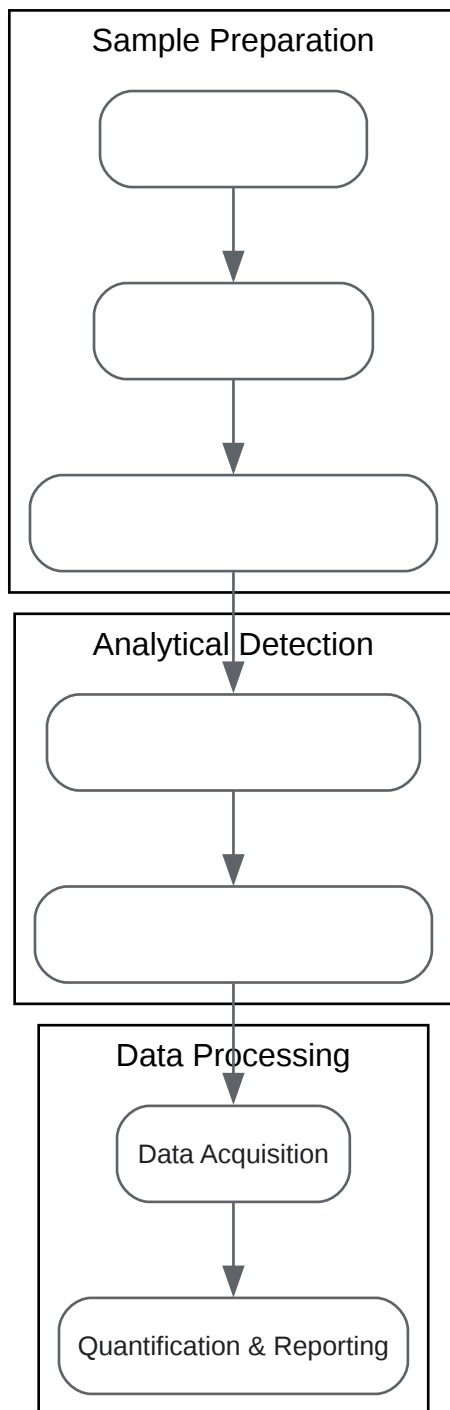 Sample Preparation
Analytical Detection
Data Processing
Data Acquisition
Quantification & Reporting